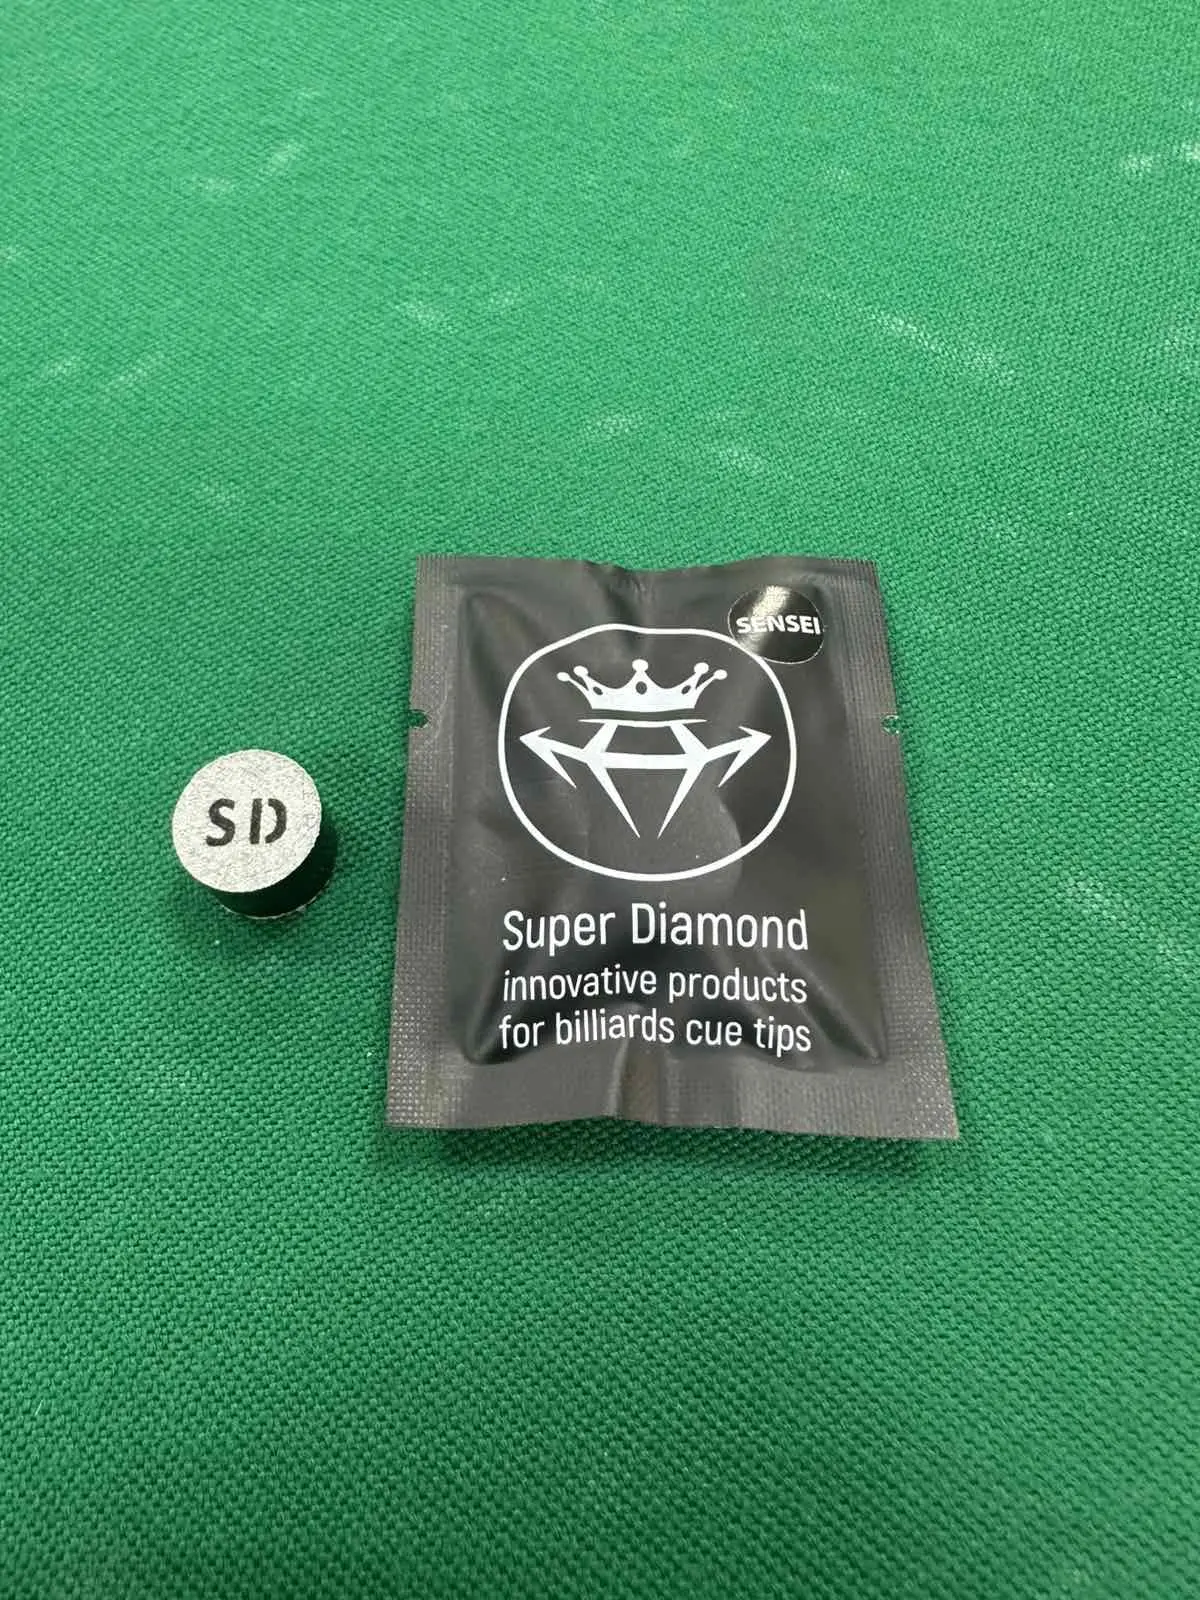 SENSEI
SD
Super Diamond
innovative products
for billiards cue tips